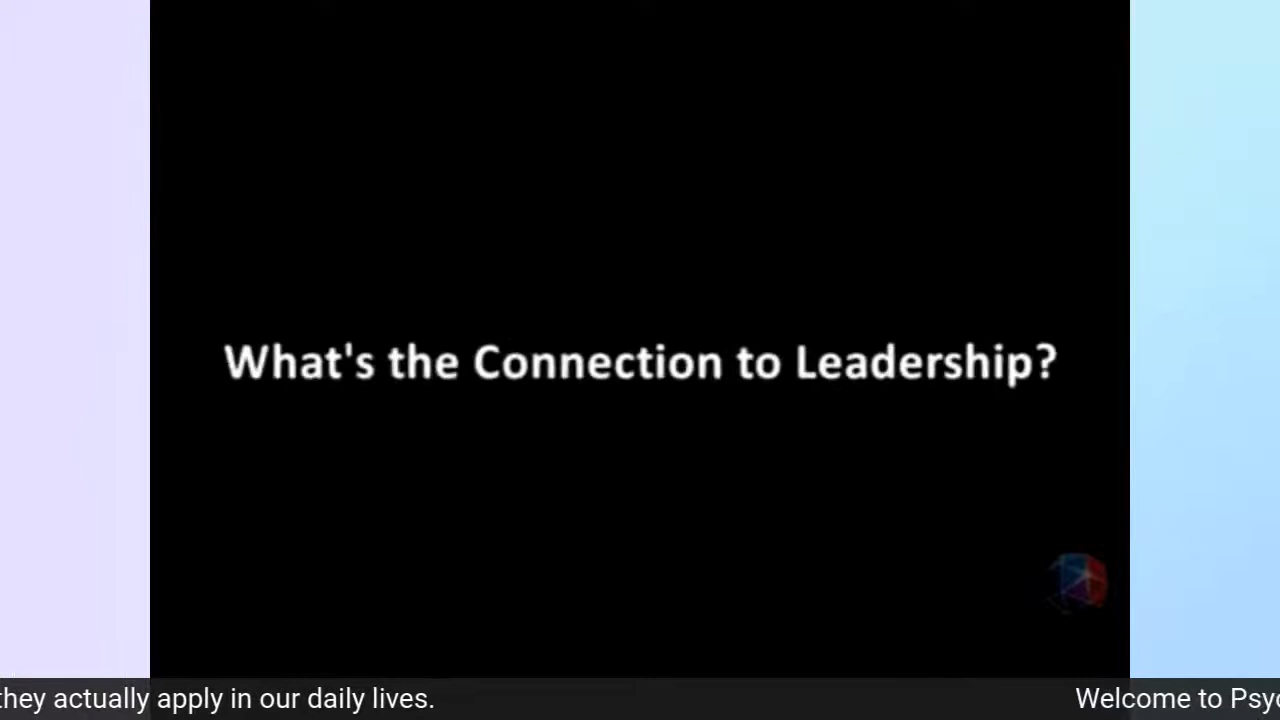 What's the Connection to Leadership?
they actually apply in our daily lives.
Welcome to